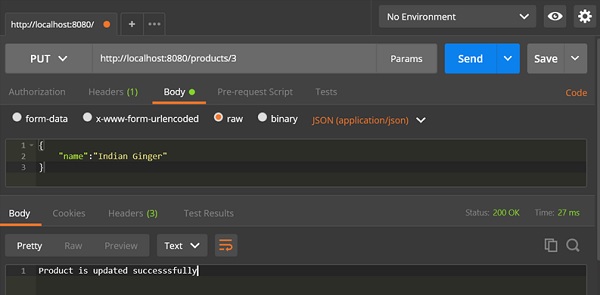 http://localhost:8080/
No Environment
PUT http://localhost:8080/products/3 Params Send Save
Authorization Headers (1) Body Pre-request Script Tests Code
form-data x-www-form-urlencoded raw binary JSON (application/json)
1 {
2 "name":"Indian Ginger"
3 }
Body Cookies Headers (3) Test Results Status: 200 OK Time: 27 ms
Pretty Raw Preview Text
1 Product is updated successsfully